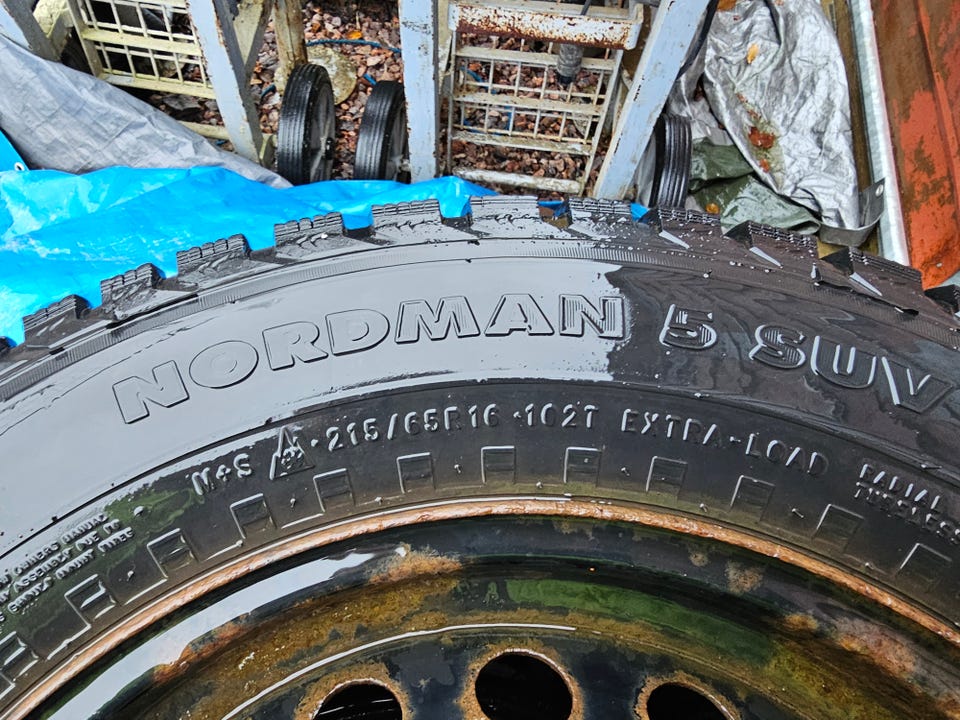 NORDMAN 5 SUV
M+S · 215/65R16 · 102T EXTRA-LOAD
RADIAL
TUBELESS